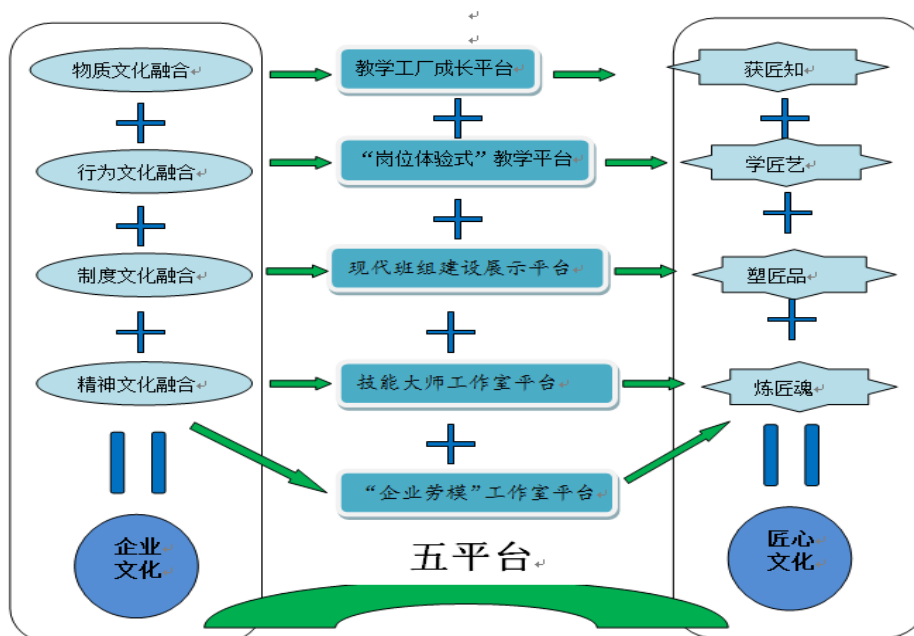 物质文化融合
教学工厂成长平台
获匠知
行为文化融合
“岗位体验式”教学平台
学匠艺
制度文化融合
现代班组建设展示平台
塑匠品
精神文化融合
技能大师工作室平台
炼匠魂
“企业劳模”工作室平台
企业
文化
五平台
匠心
文化